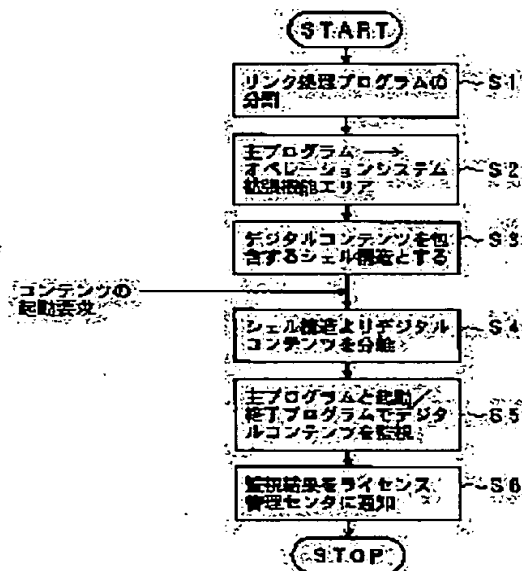 START
リンク処理プログラムの
分割
S1
主プログラム →
オペレーションシステム
拡張機能エリア
S2
デジタルコンテンツを包
含するシェル構造とする
S3
コンテンツの
起動要求
シェル構造よりデジタル
コンテンツを分離
S4
主プログラムと起動/
終了プログラムでデジタ
ルコンテンツを監視
S5
監視結果をライセンス
管理センタに通知
S6
STOP